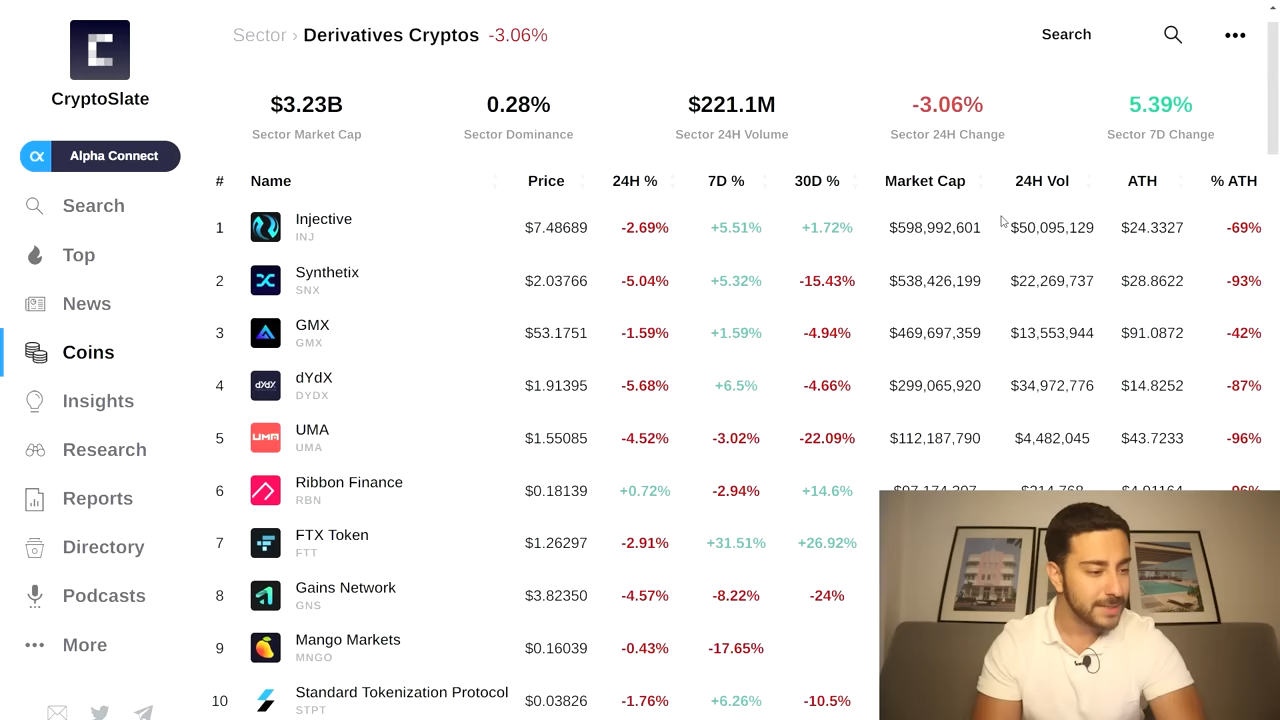 CryptoSlate
Alpha Connect
Search
Top
News
Coins
Insights
Research
Reports
Directory
Podcasts
More
Sector › Derivatives Cryptos -3.06%
Search
$3.23B 0.28% $221.1M -3.06% 5.39%
Sector Market Cap Sector Dominance Sector 24H Volume Sector 24H Change Sector 7D Change
# Name Price 24H % 7D % 30D % Market Cap 24H Vol ATH % ATH
1 Injective INJ $7.48689 -2.69% +5.51% +1.72% $598,992,601 $50,095,129 $24.3327 -69%
2 Synthetix SNX $2.03766 -5.04% +5.32% -15.43% $538,426,199 $22,269,737 $28.8622 -93%
3 GMX GMX $53.1751 -1.59% +1.59% -4.94% $469,697,359 $13,553,944 $91.0872 -42%
4 dYdX DYDX $1.91395 -5.68% +6.5% -4.66% $299,065,920 $34,972,776 $14.8252 -87%
5 UMA UMA $1.55085 -4.52% -3.02% -22.09% $112,187,790 $4,482,045 $43.7233 -96%
6 Ribbon Finance RBN $0.18139 +0.72% -2.94% +14.6%
7 FTX Token FTT $1.26297 -2.91% +31.51% +26.92%
8 Gains Network GNS $3.82350 -4.57% -8.22% -24%
9 Mango Markets MNGO $0.16039 -0.43% -17.65%
10 Standard Tokenization Protocol STPT $0.03826 -1.76% +6.26% -10.5%